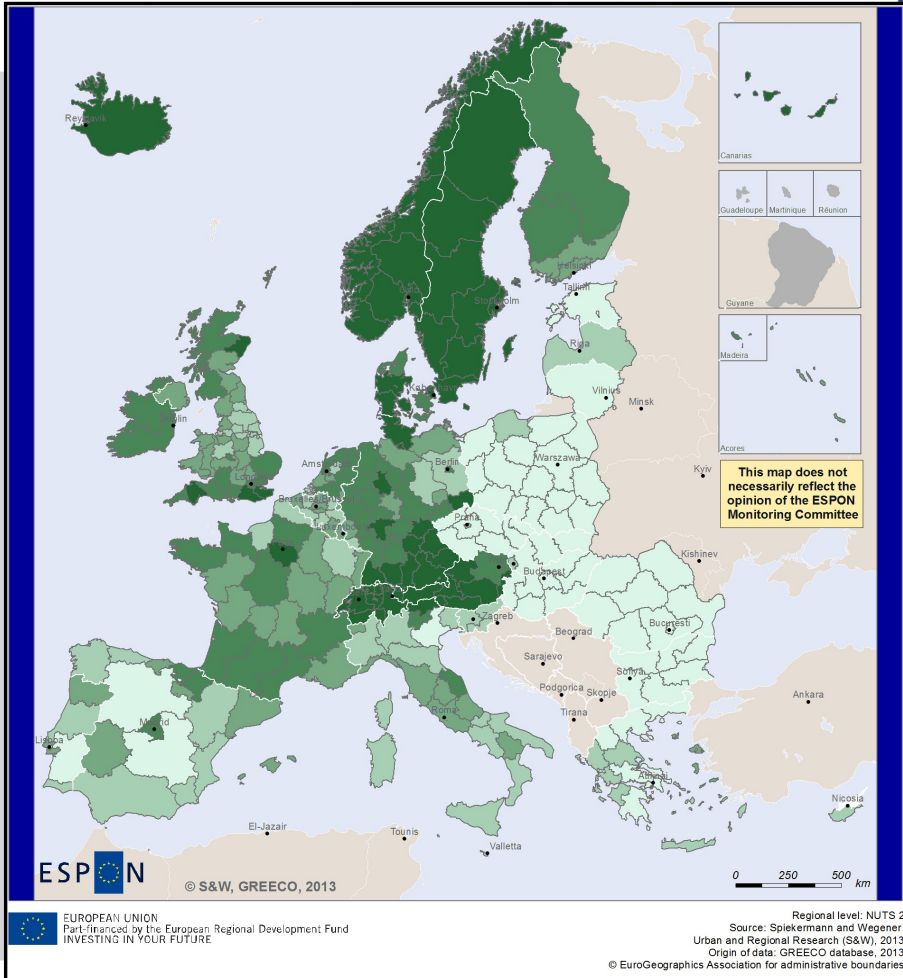 Reykjavik
Canarias
Guadeloupe
Martinique
Réunion
Guyane
Madeira
Acores
This map does not
necessarily reflect the
opinion of the ESPON
Monitoring Committee
Helsinki
Tallinn
Stockholm
Riga
Vilnius
Minsk
Warszawa
Berlin
Kyiv
Praha
Kishinev
Budapest
Zagreb
Beograd
Bucuresti
Sarajevo
Podgorica
Skopje
Tirana
Ankara
Roma
Madrid
Lisboa
Athinai
Nicosia
El-Jazair
Tounis
Valletta
ESPON
© S&W, GREECO, 2013
0 250 500 km
EUROPEAN UNION
Part-financed by the European Regional Development Fund
INVESTING IN YOUR FUTURE
Regional level: NUTS 2
Source: Spiekermann and Wegener
Urban and Regional Research (S&W), 2013
Origin of data: GREECO database, 2013
© EuroGeographics Association for administrative boundaries